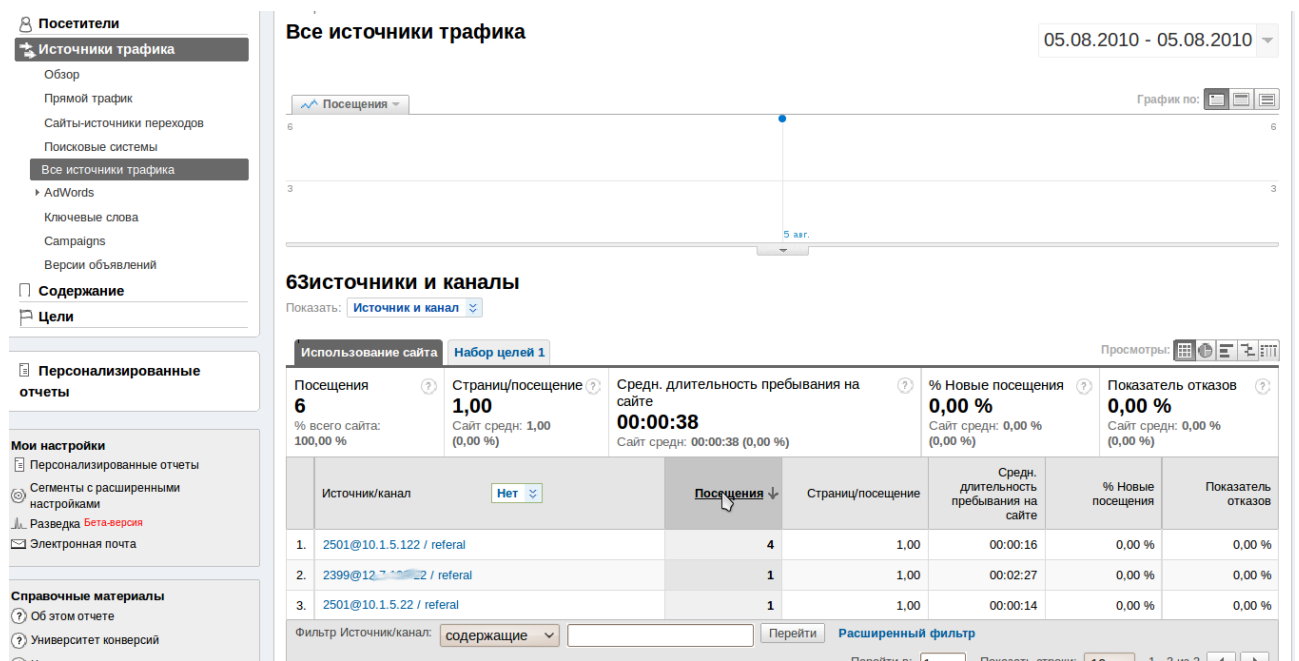 Посетители
Источники трафика
Обзор
Прямой трафик
Сайты-источники переходов
Поисковые системы
Все источники трафика
AdWords
Ключевые слова
Campaigns
Версии объявлений
Содержание
Цели
Персонализированные
отчеты
Мои настройки
Персонализированные отчеты
Сегменты с расширенными
настройками
Разведка Бета-версия
Электронная почта
Справочные материалы
Об этом отчете
Университет конверсий
Все источники трафика
05.08.2010 - 05.08.2010
Посещения
График по:
6 6
3 3
5 авг.
63источники и каналы
Показать: Источник и канал
Использование сайта Набор целей 1
Просмотры:
Посещения
6
% всего сайта:
100,00 %
Страниц/посещение
1,00
Сайт средн: 1,00
(0,00 %)
Средн. длительность пребывания на
сайте
00:00:38
Сайт средн: 00:00:38 (0,00 %)
% Новые посещения
0,00 %
Сайт средн: 0,00 %
(0,00 %)
Показатель отказов
0,00 %
Сайт средн: 0,00 %
(0,00 %)
Источник/канал Нет
Посещения
Страниц/посещение
Средн.
длительность
пребывания на
сайте
% Новые
посещения
Показатель
отказов
1. 2501@10.1.5.122 / referal 4 1,00 00:00:16 0,00 % 0,00 %
2. / referal 1 1,00 00:02:27 0,00 % 0,00 %
3. 2501@10.1.5.22 / referal 1 1,00 00:00:14 0,00 % 0,00 %
Фильтр Источник/канал: содержащие Перейти Расширенный фильтр